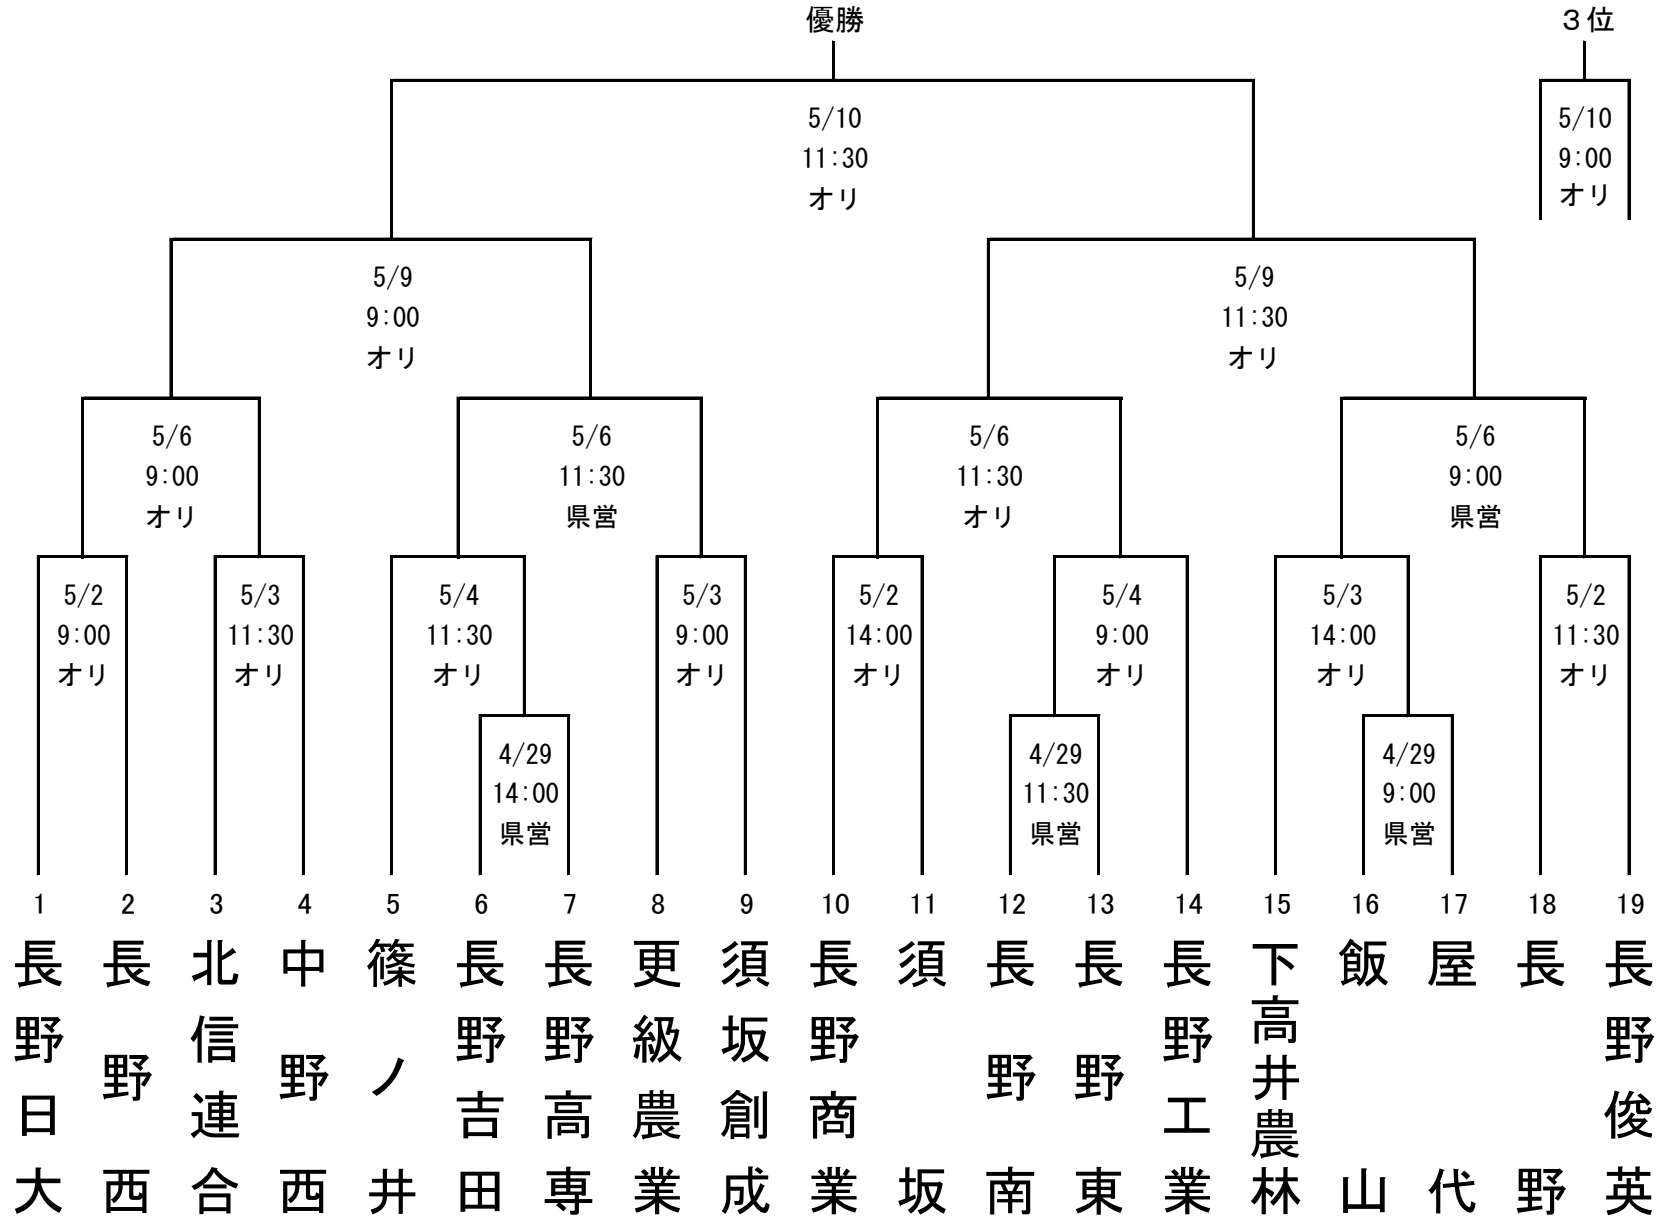 優勝
３位
5/10
11:30
オリ
5/10
9:00
オリ
5/9
9:00
オリ
5/9
11:30
オリ
5/6
9:00
オリ
5/6
11:30
県営
5/6
11:30
オリ
5/6
9:00
県営
5/2
9:00
オリ
5/3
11:30
オリ
5/4
11:30
オリ
5/3
9:00
オリ
5/2
14:00
オリ
5/4
9:00
オリ
5/3
14:00
オリ
5/2
11:30
オリ
4/29
14:00
県営
4/29
11:30
県営
4/29
9:00
県営
1
長野日大
2
長野西
3
北信連合
4
中野西
5
篠ノ井
6
長野吉田
7
長野高専
8
更級農業
9
須坂創成
10
長野商業
11
須坂
12
長野南
13
長野東
14
長野工業
15
下高井農林
16
飯山
17
屋代
18
長野
19
長野俊英